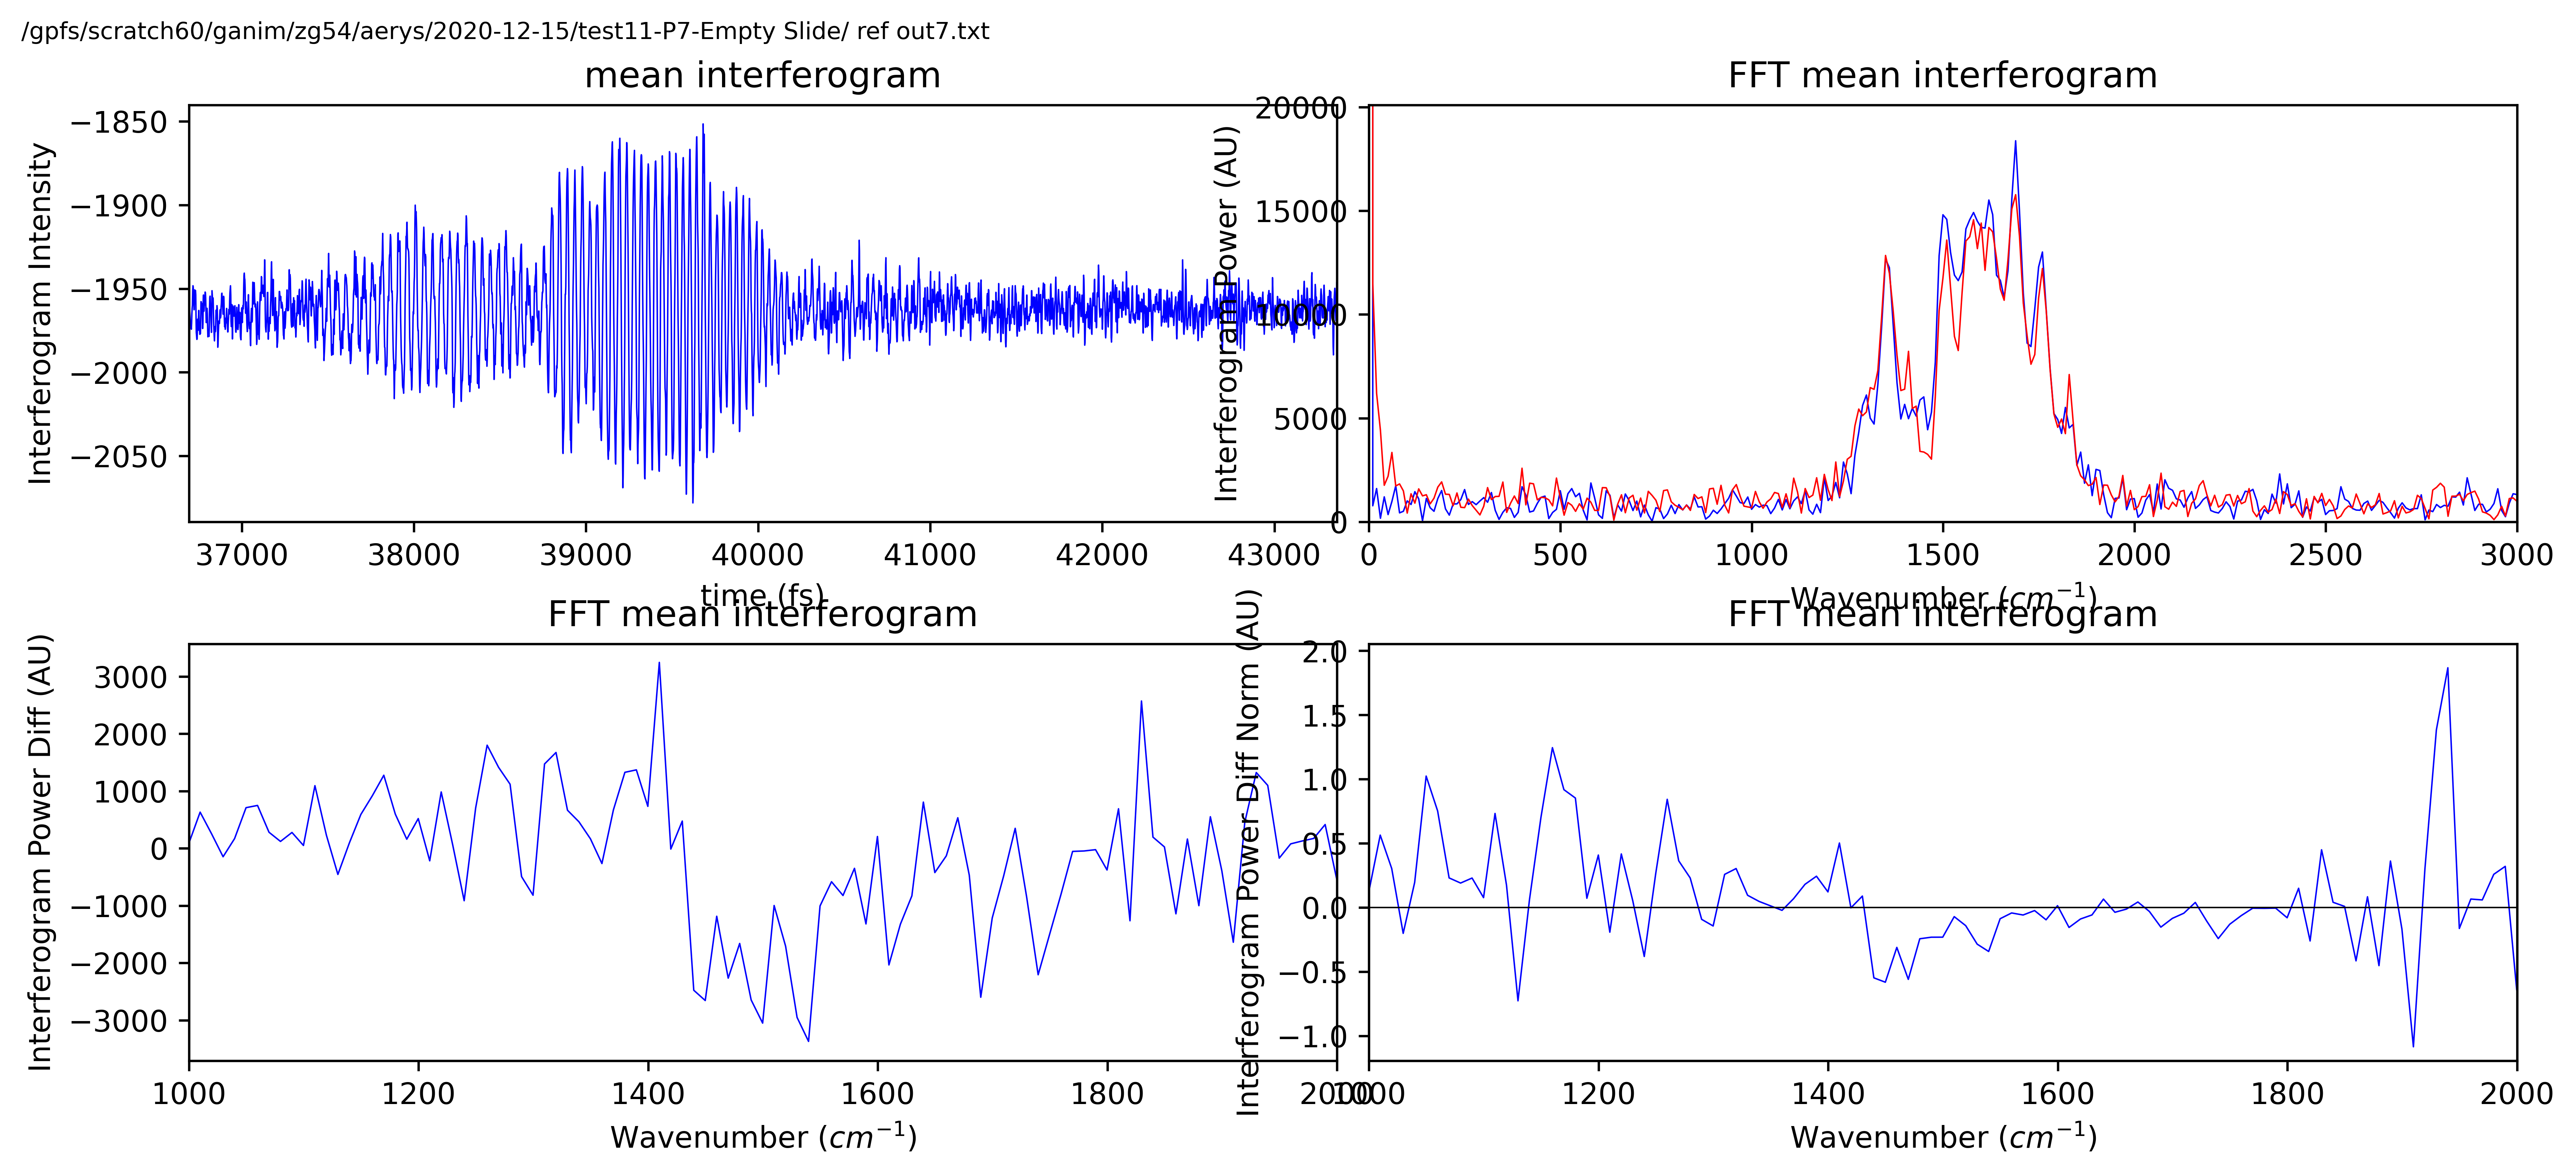 /gpfs/scratch60/ganim/zg54/aerys/2020-12-15/test11-P7-Empty Slide/ ref out7.txt
mean interferogram
Interferogram Intensity
−1850
−1900
−1950
−2000
−2050
37000 38000 39000 40000 41000 42000 43000
time (fs)
FFT mean interferogram
Interferogram Power (AU)
20000
15000
10000
5000
0
0 500 1000 1500 2000 2500 3000
Wavenumber (cm⁻¹)
FFT mean interferogram
Interferogram Power Diff (AU)
3000
2000
1000
0
−1000
−2000
−3000
1000 1200 1400 1600 1800 2000
Wavenumber (cm⁻¹)
FFT mean interferogram
Interferogram Power Diff Norm (AU)
2.0
1.5
1.0
0.5
0.0
−0.5
−1.0
1000 1200 1400 1600 1800 2000
Wavenumber (cm⁻¹)